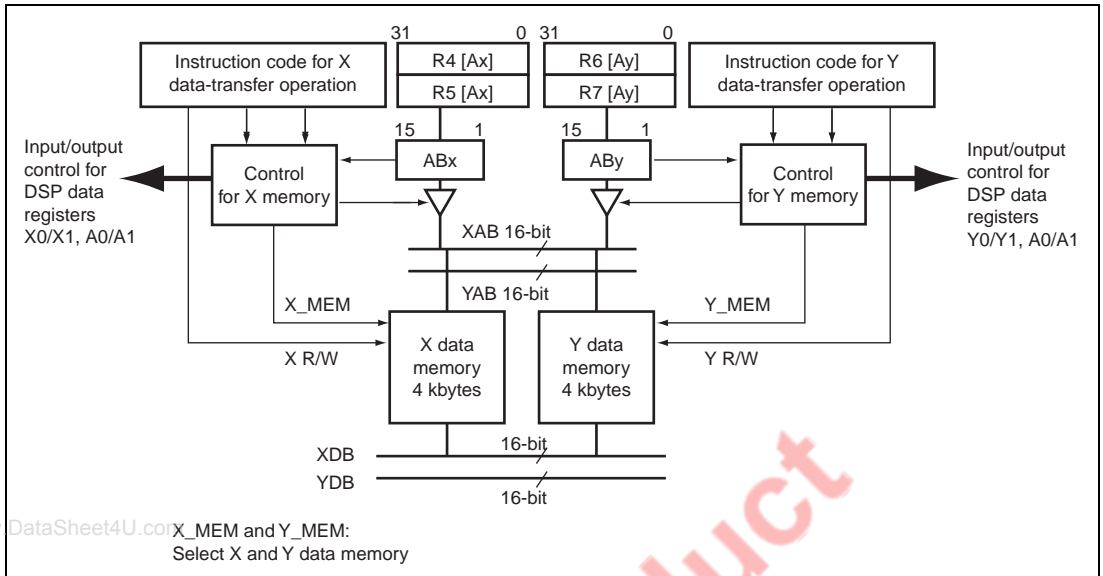 31 0 31 0
Instruction code for X
data-transfer operation
R4 [Ax]
R5 [Ax]
R6 [Ay]
R7 [Ay]
Instruction code for Y
data-transfer operation
15 1 15 1
Input/output
control for
DSP data
registers
X0/X1, A0/A1
Control
for X memory
ABx
ABy
Control
for Y memory
Input/output
control for
DSP data
registers
Y0/Y1, A0/A1
XAB 16-bit
YAB 16-bit
X_MEM
Y_MEM
X R/W
X data
memory
4 kbytes
Y data
memory
4 kbytes
Y R/W
XDB
16-bit
YDB
16-bit
DataSheet4U.com
X_MEM and Y_MEM:
Select X and Y data memory